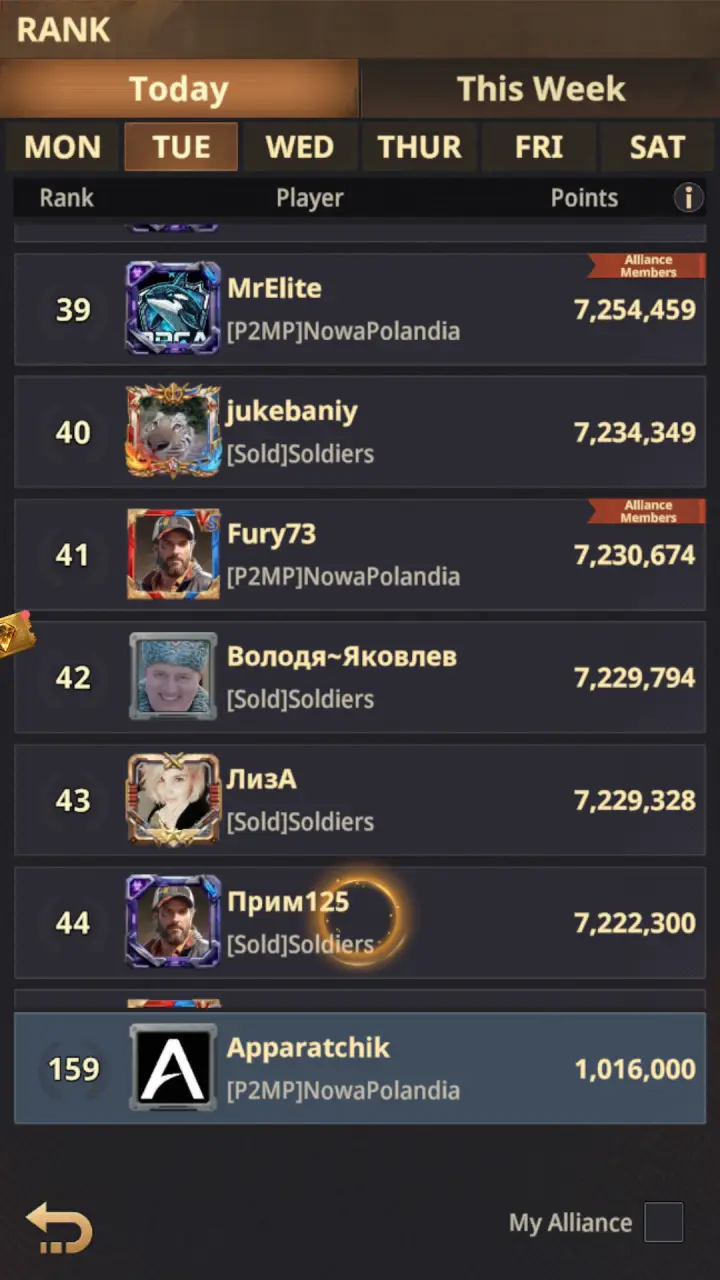 RANK
Today This Week
MON TUE WED THUR FRI SAT
Rank Player Points
Alliance Members
39 MrElite 7,254,459
[P2MP]NowaPolandia
40 jukebaniy 7,234,349
[Sold]Soldiers
Alliance Members
41 Fury73 7,230,674
[P2MP]NowaPolandia
42 Володя~Яковлев 7,229,794
[Sold]Soldiers
43 ЛизА 7,229,328
[Sold]Soldiers
44 Прим125 7,222,300
[Sold]Soldiers
159 Apparatchik 1,016,000
[P2MP]NowaPolandia
My Alliance